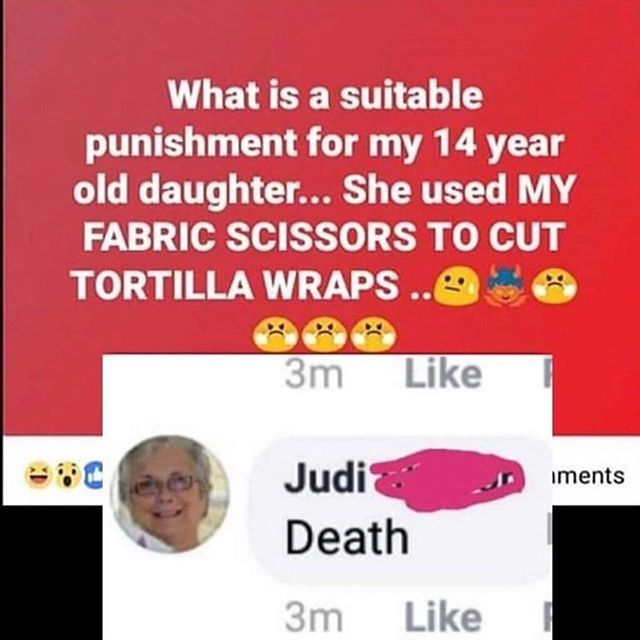 What is a suitable
punishment for my 14 year
old daughter... She used MY
FABRIC SCISSORS TO CUT
TORTILLA WRAPS ..
3m Like
Judi
Death
3m Like